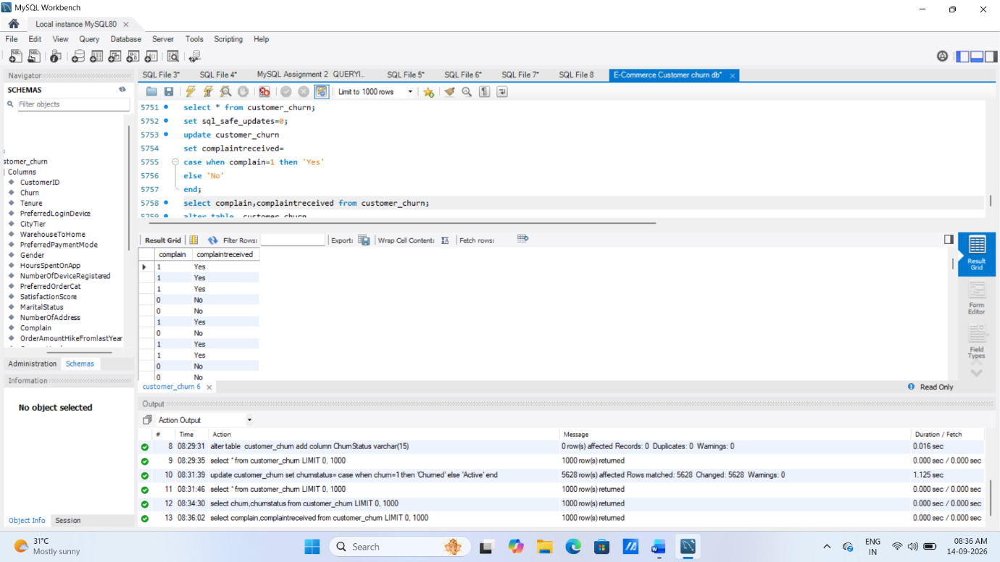 MySQL Workbench
Local instance MySQL80
File Edit View Query Database Server Tools Scripting Help
Navigator
SCHEMAS
Filter objects
stomer_churn
Columns
CustomerID
Churn
Tenure
PreferredLoginDevice
CityTier
WarehouseToHome
PreferredPaymentMode
Gender
HoursSpentOnApp
NumberOfDeviceRegistered
PreferredOrderCat
SatisfactionScore
MaritalStatus
NumberOfAddress
Complain
OrderAmountHikeFromlastYear
Administration Schemas
Information
No object selected
Object Info Session
SQL File 3* SQL File 4* MySQL Assignment 2 QUERYI... SQL File 5* SQL File 6* SQL File 7* SQL File 8 E-Commerce Customer churn db*
Limit to 1000 rows
5751 select * from customer_churn;
5752 set sql_safe_updates=0;
5753 update customer_churn
5754 set complaintreceived=
5755 case when complain=1 then 'Yes'
5756 else 'No'
5757 end;
5758 select complain,complaintreceived from customer_churn;
5759 alter table customer_churn
Result Grid Filter Rows: Export: Wrap Cell Content: Fetch rows:
complain complaintreceived
1 Yes
1 Yes
1 Yes
0 No
0 No
1 Yes
0 No
1 Yes
1 Yes
0 No
0 No
Result Grid
Form Editor
Field Types
customer_churn 6
Read Only
Output
Action Output
# Time Action Message Duration / Fetch
8 08:29:31 alter table customer_churn add column ChurnStatus varchar(15) 0 row(s) affected Records: 0 Duplicates: 0 Warnings: 0 0.016 sec
9 08:29:35 select * from customer_churn LIMIT 0, 1000 1000 row(s) returned 0.000 sec / 0.000 sec
10 08:31:39 update customer_churn set churnstatus= case when churn=1 then 'Churned' else 'Active' end 5628 row(s) affected Rows matched: 5628 Changed: 5628 Warnings: 0 1.125 sec
11 08:31:46 select * from customer_churn LIMIT 0, 1000 1000 row(s) returned 0.000 sec / 0.000 sec
12 08:34:30 select churn,churnstatus from customer_churn LIMIT 0, 1000 1000 row(s) returned 0.000 sec / 0.000 sec
13 08:36:02 select complain,complaintreceived from customer_churn LIMIT 0, 1000 1000 row(s) returned 0.000 sec / 0.000 sec
31°C
Mostly sunny
Search
ENG
IN
08:36 AM
14-09-2026